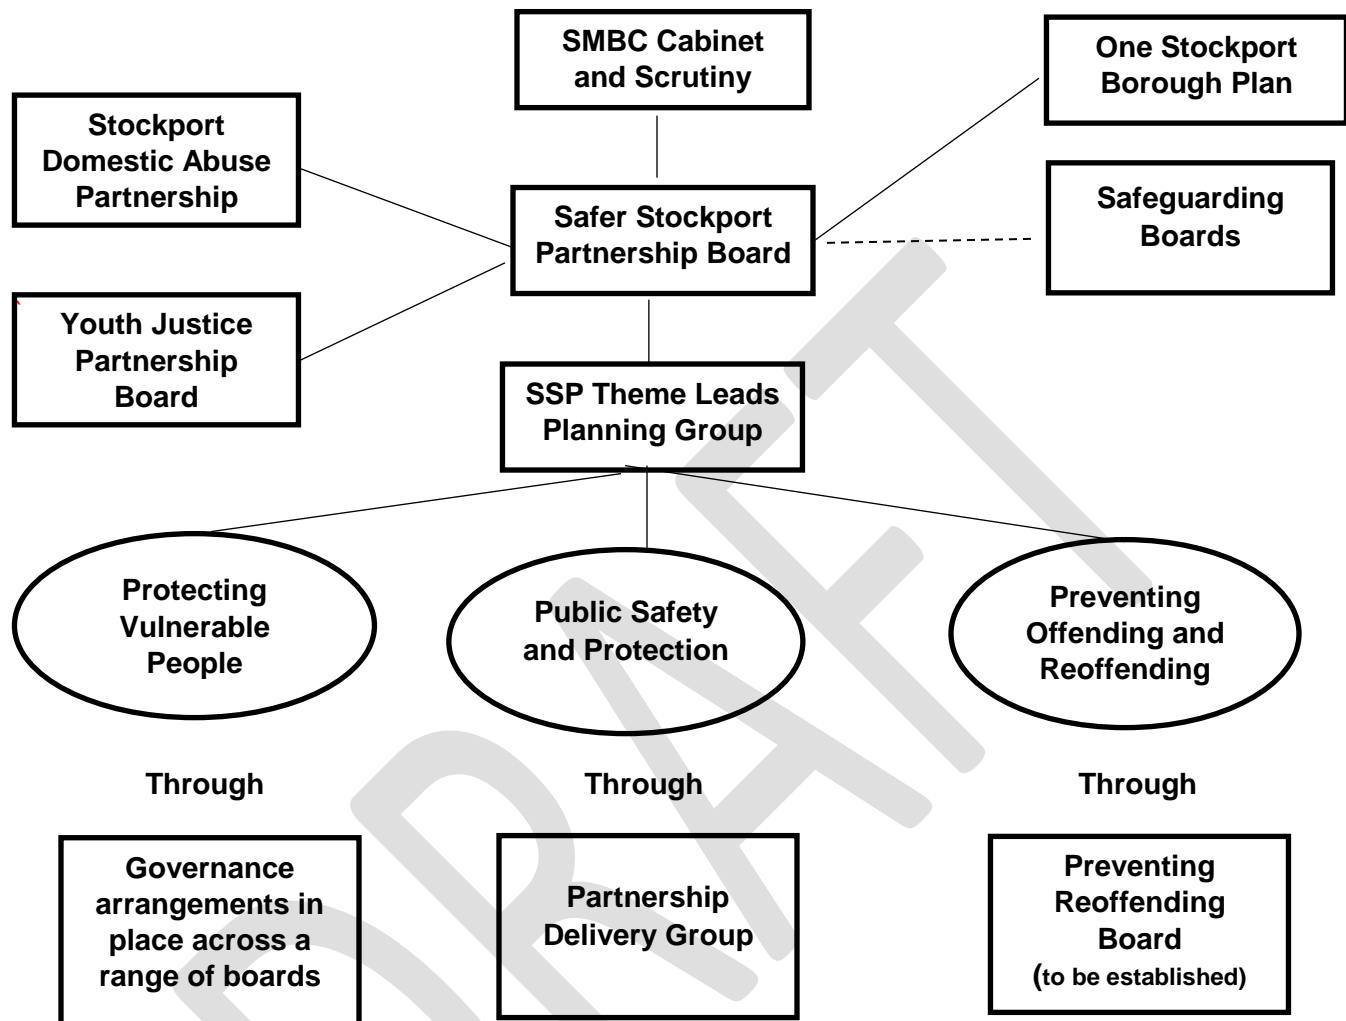 SMBC Cabinet
and Scrutiny
One Stockport
Borough Plan
Stockport
Domestic Abuse
Partnership
Safer Stockport
Partnership Board
Safeguarding
Boards
Youth Justice
Partnership
Board
SSP Theme Leads
Planning Group
Protecting
Vulnerable
People
Public Safety
and Protection
Preventing
Offending and
Reoffending
Through
Through
Through
Governance
arrangements in
place across a
range of boards
Partnership
Delivery Group
Preventing
Reoffending
Board
(to be established)
DRAFT